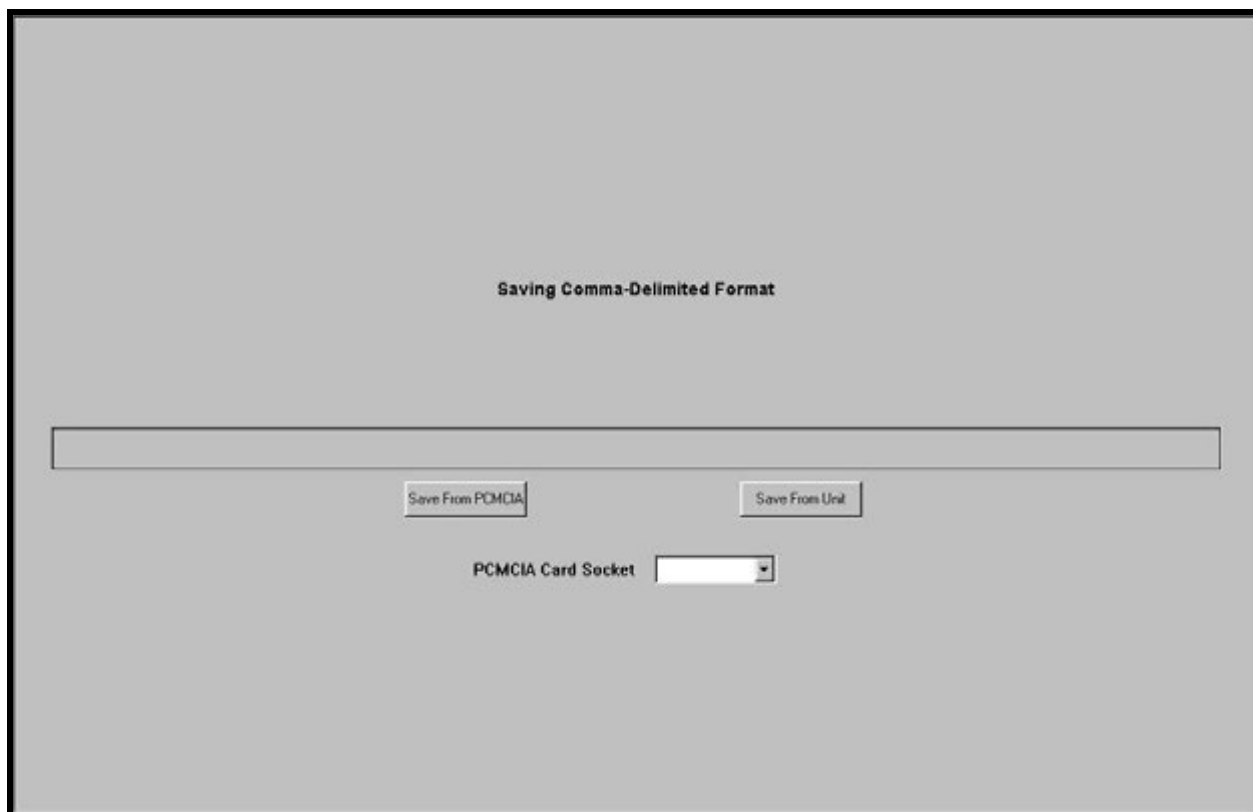 Saving Comma-Delimited Format
Save From PCMCIA
Save From Unit
PCMCIA Card Socket